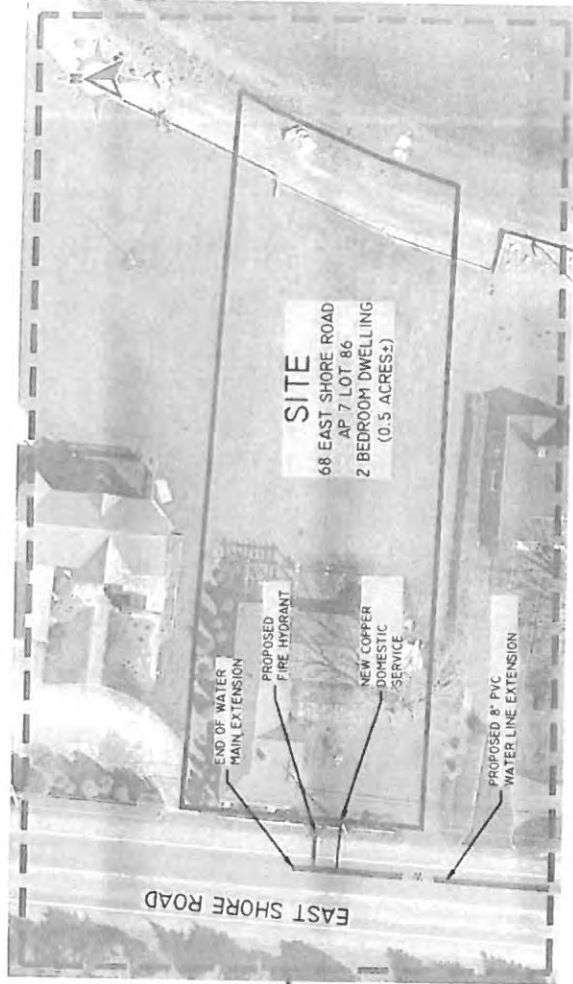 N
SITE
68 EAST SHORE ROAD
AP 7 LOT 86
2 BEDROOM DWELLING
(0.5 ACRES±)
END OF WATER
MAIN EXTENSION
PROPOSED
FIRE HYDRANT
NEW COPPER
DOMESTIC
SERVICE
PROPOSED 8" PVC
WATER LINE EXTENSION
EAST SHORE ROAD